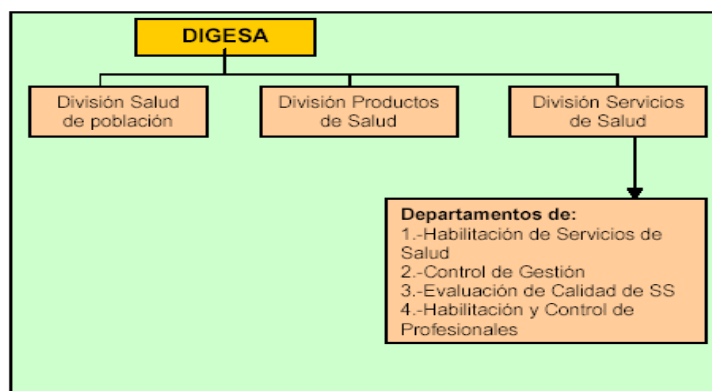 DIGESA
División Salud
de población
División Productos
de Salud
División Servicios
de Salud
Departamentos de:
1.-Habilitación de Servicios de
Salud
2.-Control de Gestión
3.-Evaluación de Calidad de SS
4.-Habilitación y Control de
Profesionales